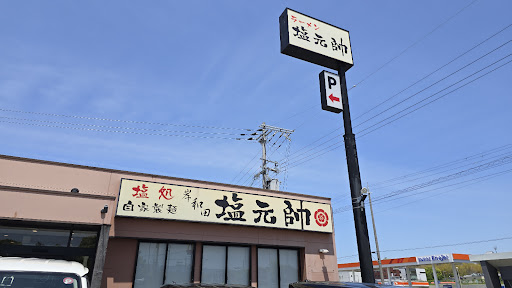 ラーメン
塩元帥
P
塩処
自家製麺
岸和田
塩元帥